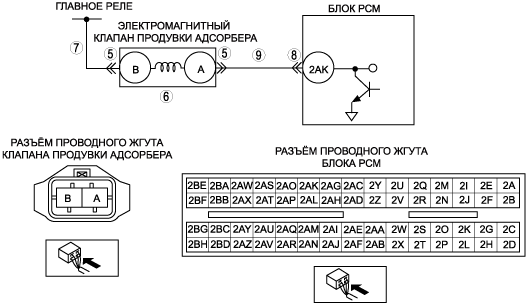 ГЛАВНОЕ РЕЛЕ
ЭЛЕКТРОМАГНИТНЫЙ
КЛАПАН ПРОДУВКИ АДСОРБЕРА
БЛОК PCM
7 5 B A 5 9 8 2AK
6
РАЗЪЁМ ПРОВОДНОГО ЖГУТА
КЛАПАНА ПРОДУВКИ АДСОРБЕРА
B A
РАЗЪЁМ ПРОВОДНОГО ЖГУТА
БЛОКА PCM
2BE 2BA 2AW 2AS 2AO 2AK 2AG 2AC 2Y 2U 2Q 2M 2I 2E 2A
2BF 2BB 2AX 2AT 2AP 2AL 2AH 2AD 2Z 2V 2R 2N 2J 2F 2B
2BG 2BC 2AY 2AU 2AQ 2AM 2AI 2AE 2AA 2W 2S 2O 2K 2G 2C
2BH 2BD 2AZ 2AV 2AR 2AN 2AJ 2AF 2AB 2X 2T 2P 2L 2H 2D